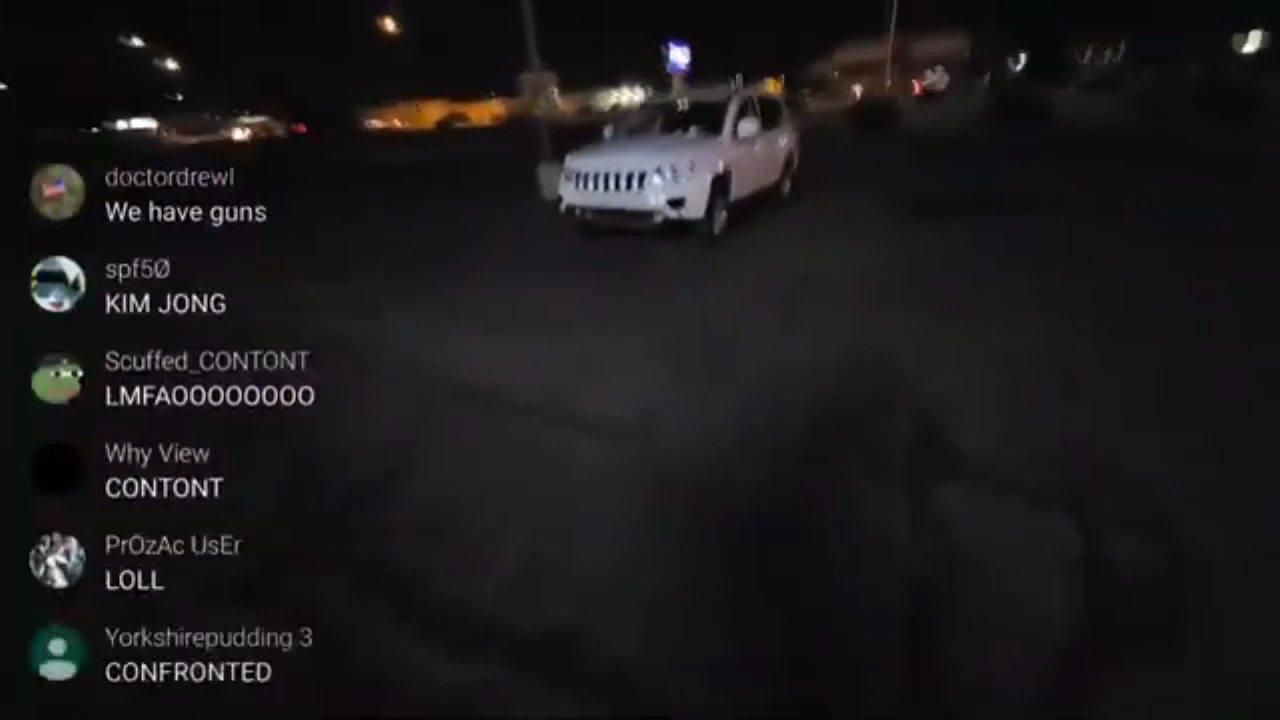 doctordrewl
We have guns
spf5Ø
KIM JONG
Scuffed_CONTONT
LMFAOOOOOOOO
Why View
CONTONT
PrOzAc UsEr
LOLL
Yorkshirepudding 3
CONFRONTED